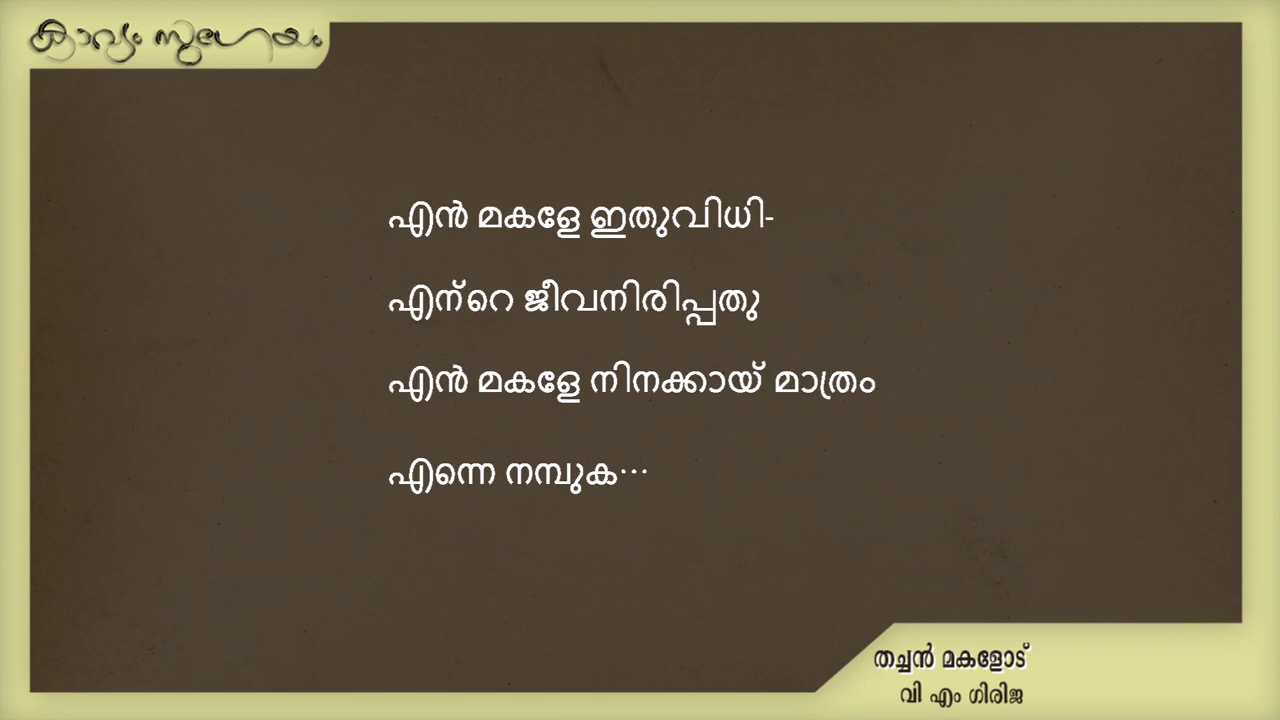 കാവ്യം സുഗേയം
എൻ മകളേ ഇതുവിധി-
എന്റെ ജീവനിരിപ്പതു
എൻ മകളേ നിനക്കായ് മാത്രം
എന്നെ നമ്പുക...
തച്ചൻ മകളോട്
വി എം ഗിരിജ